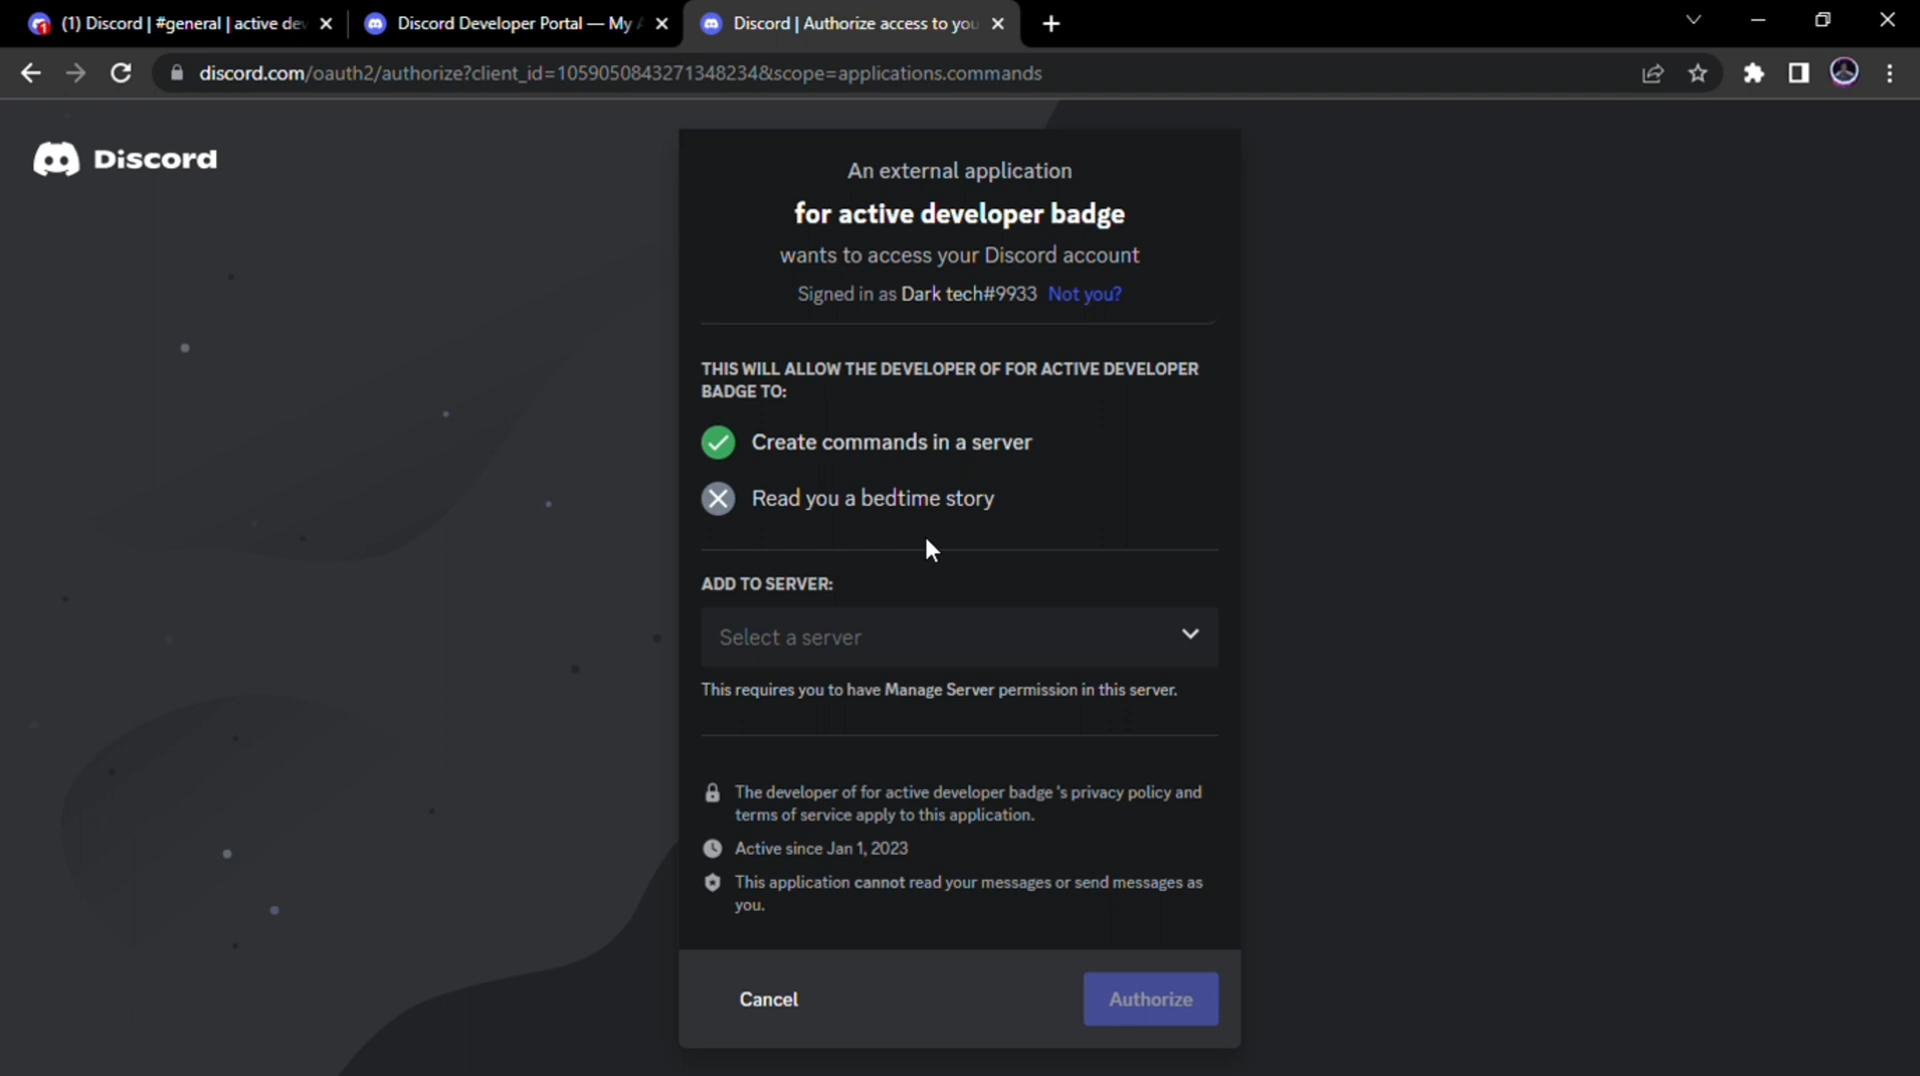 (1) Discord | #general | active dev
Discord Developer Portal — My A
Discord | Authorize access to you
discord.com/oauth2/authorize?client_id=1059050843271348234&scope=applications.commands
Discord
An external application
for active developer badge
wants to access your Discord account
Signed in as Dark tech#9933 Not you?
THIS WILL ALLOW THE DEVELOPER OF FOR ACTIVE DEVELOPER
BADGE TO:
Create commands in a server
Read you a bedtime story
ADD TO SERVER:
Select a server
This requires you to have Manage Server permission in this server.
The developer of for active developer badge 's privacy policy and
terms of service apply to this application.
Active since Jan 1, 2023
This application cannot read your messages or send messages as
you.
Cancel
Authorize